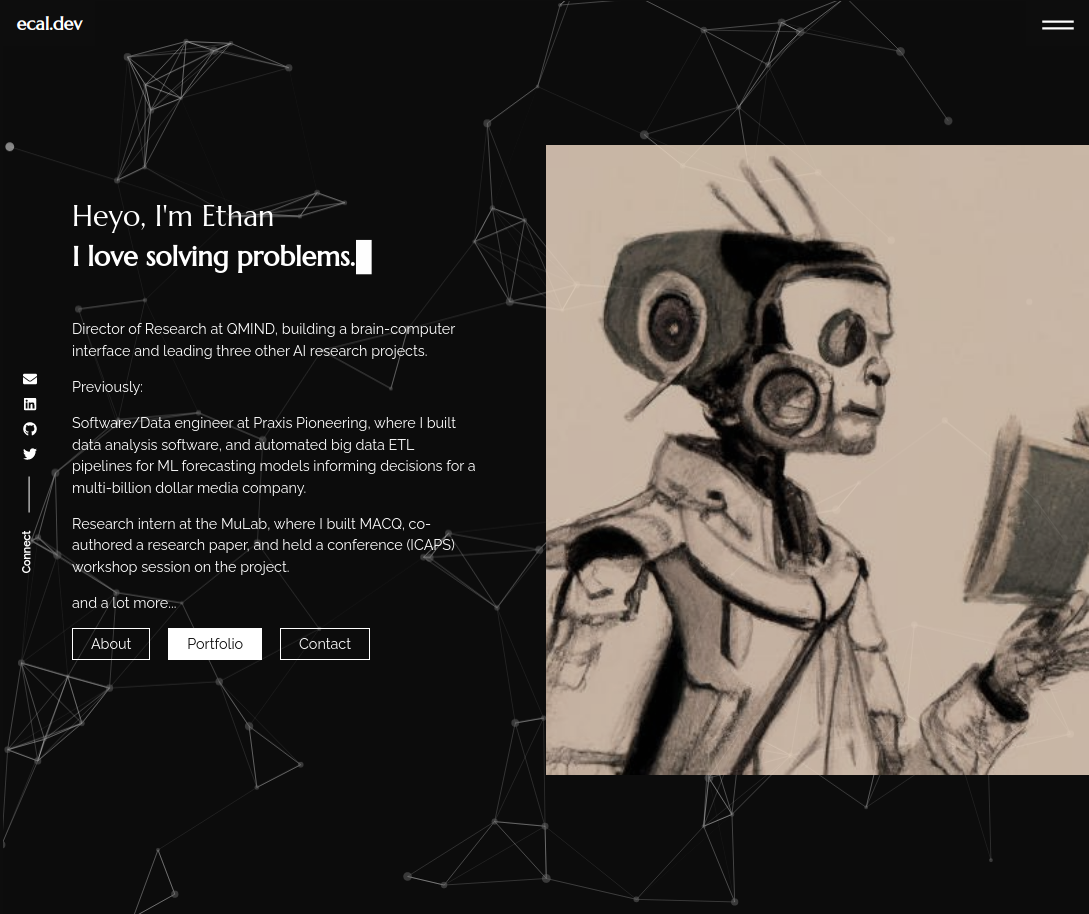 ecal.dev
Heyo, I'm Ethan
I love solving problems.
Director of Research at QMIND, building a brain-computer
interface and leading three other AI research projects.
Previously:
Software/Data engineer at Praxis Pioneering, where I built
data analysis software, and automated big data ETL
pipelines for ML forecasting models informing decisions for a
multi-billion dollar media company.
Research intern at the MuLab, where I built MACQ, co-
authored a research paper, and held a conference (ICAPS)
workshop session on the project.
and a lot more...
About
Portfolio
Contact
Connect